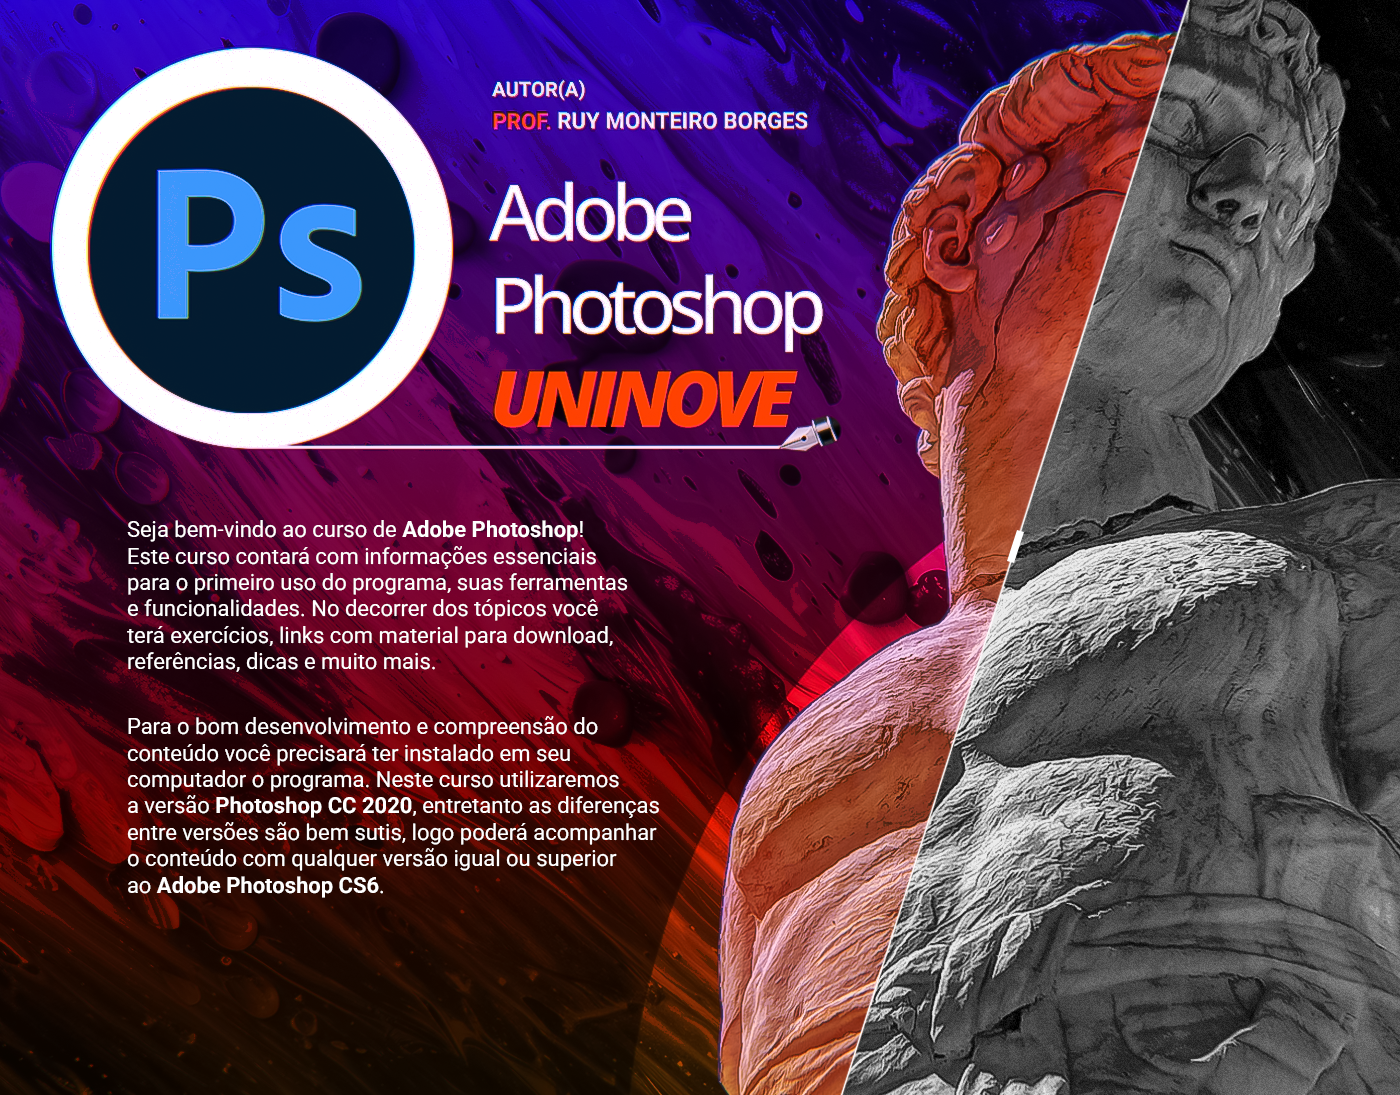 Ps
AUTOR(A)
PROF. RUY MONTEIRO BORGES
Adobe
Photoshop
UNINOVE
Seja bem-vindo ao curso de Adobe Photoshop!
Este curso contará com informações essenciais
para o primeiro uso do programa, suas ferramentas
e funcionalidades. No decorrer dos tópicos você
terá exercícios, links com material para download,
referências, dicas e muito mais.
Para o bom desenvolvimento e compreensão do
conteúdo você precisará ter instalado em seu
computador o programa. Neste curso utilizaremos
a versão Photoshop CC 2020, entretanto as diferenças
entre versões são bem sutis, logo poderá acompanhar
o conteúdo com qualquer versão igual ou superior
ao Adobe Photoshop CS6.